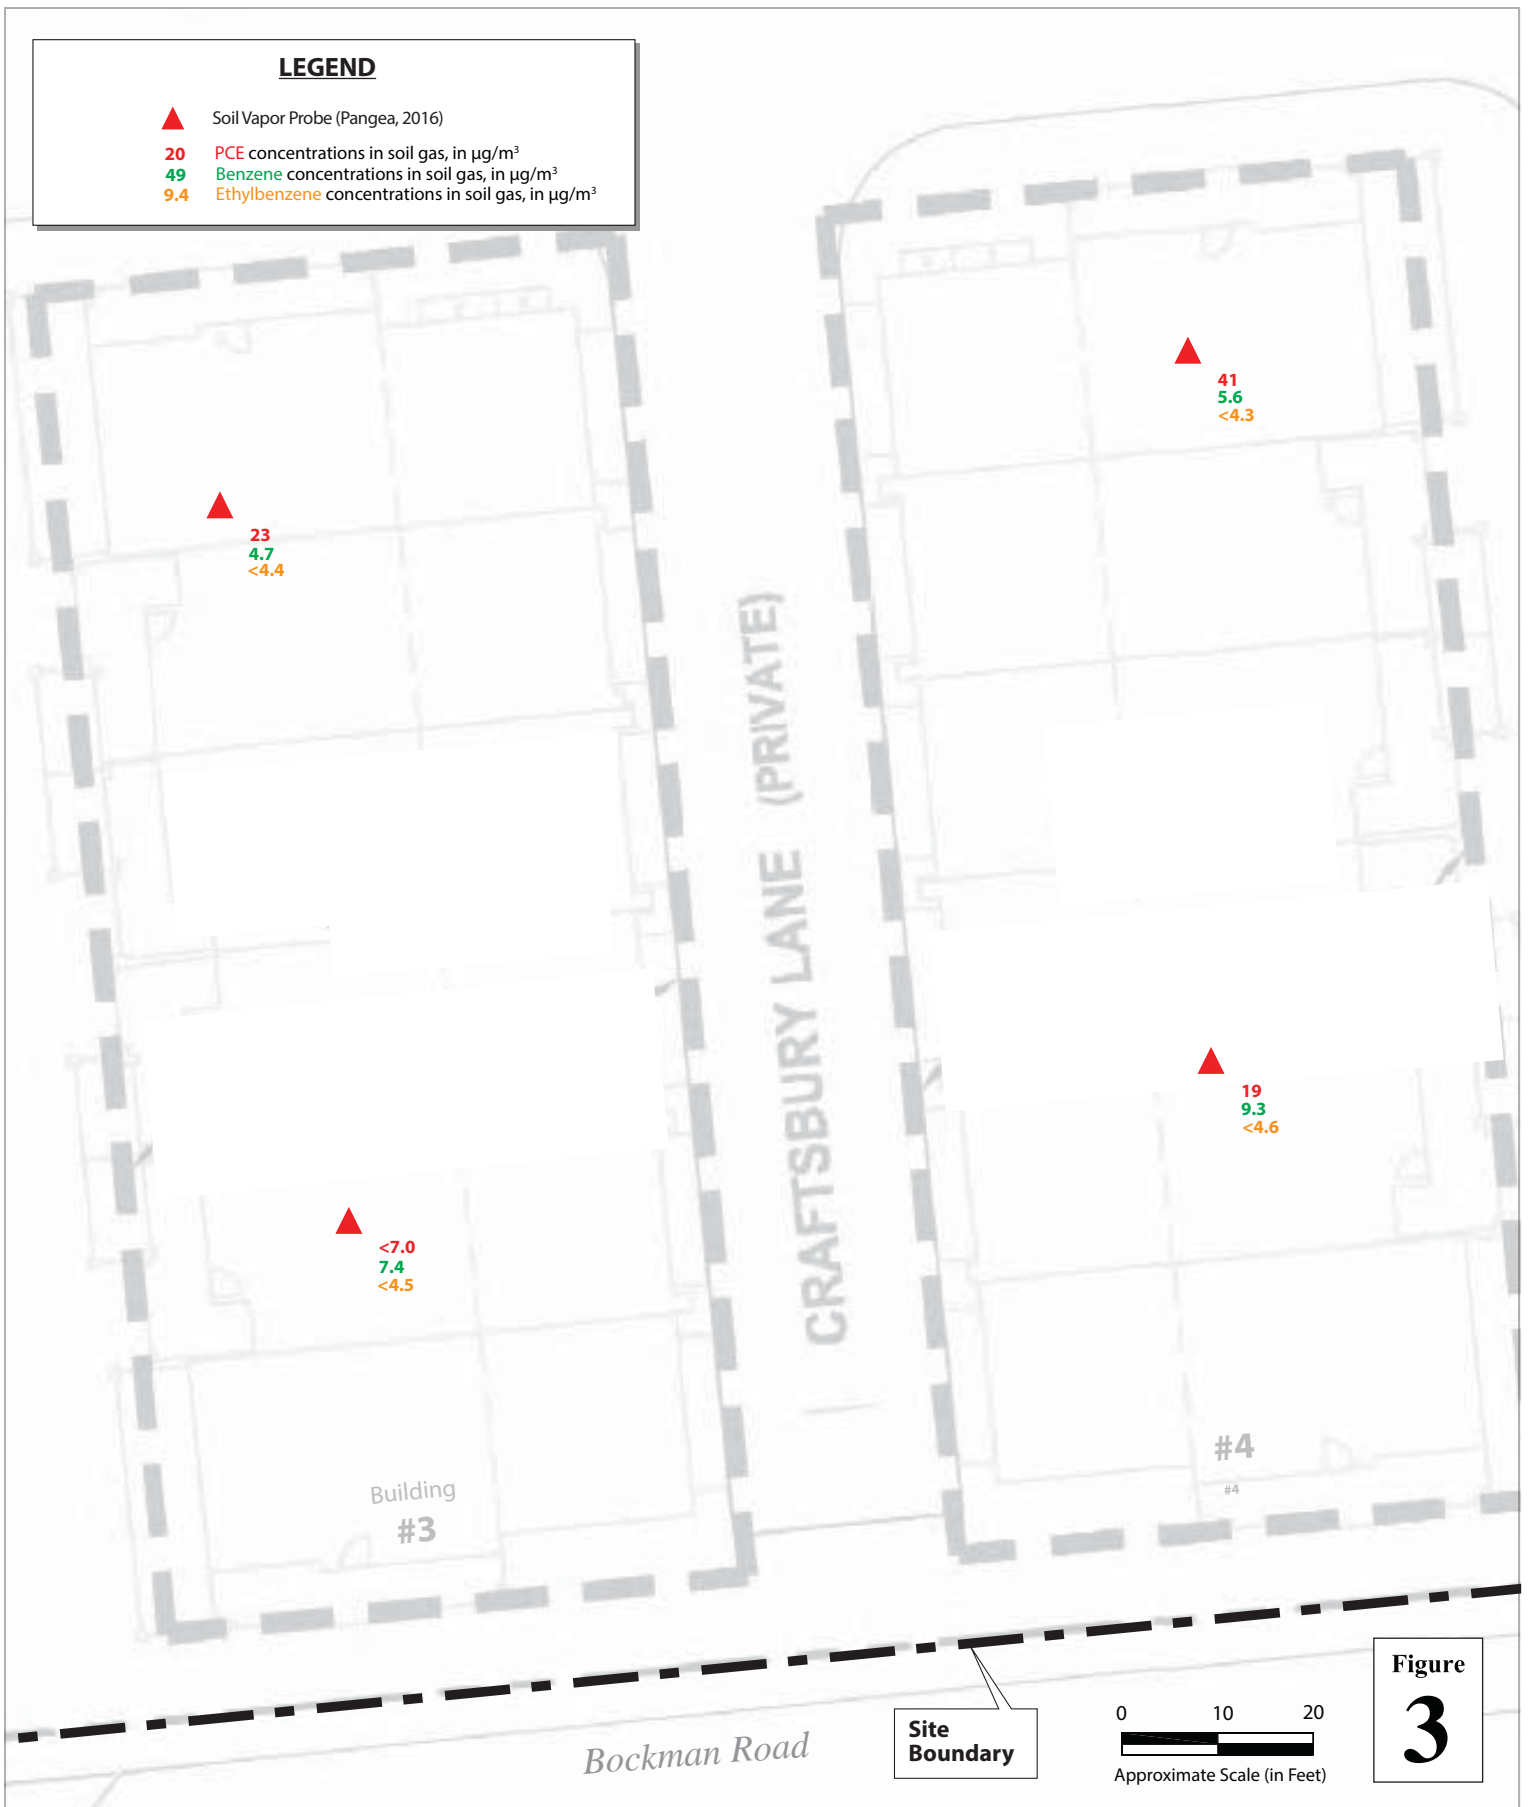 LEGEND
Soil Vapor Probe (Pangea, 2016)
20 PCE concentrations in soil gas, in µg/m³
49 Benzene concentrations in soil gas, in µg/m³
9.4 Ethylbenzene concentrations in soil gas, in µg/m³
41
5.6
<4.3
23
4.7
<4.4
CRAFTSBURY LANE (PRIVATE)
19
9.3
<4.6
<7.0
7.4
<4.5
Building
#3
#4
#4
Site
Boundary
Bockman Road
0 10 20
Approximate Scale (in Feet)
Figure
3